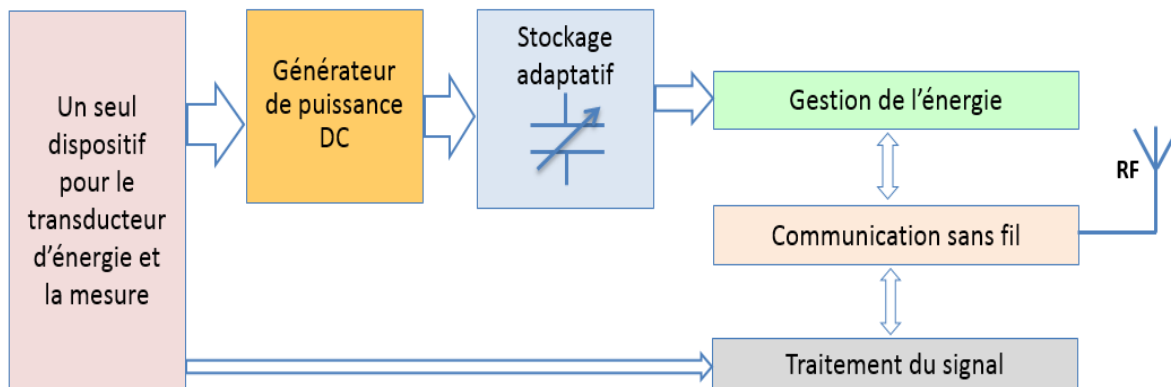 Un seul
dispositif
pour le
transducteur
d’énergie et
la mesure
Générateur
de puissance
DC
Stockage
adaptatif
Gestion de l’énergie
RF
Communication sans fil
Traitement du signal